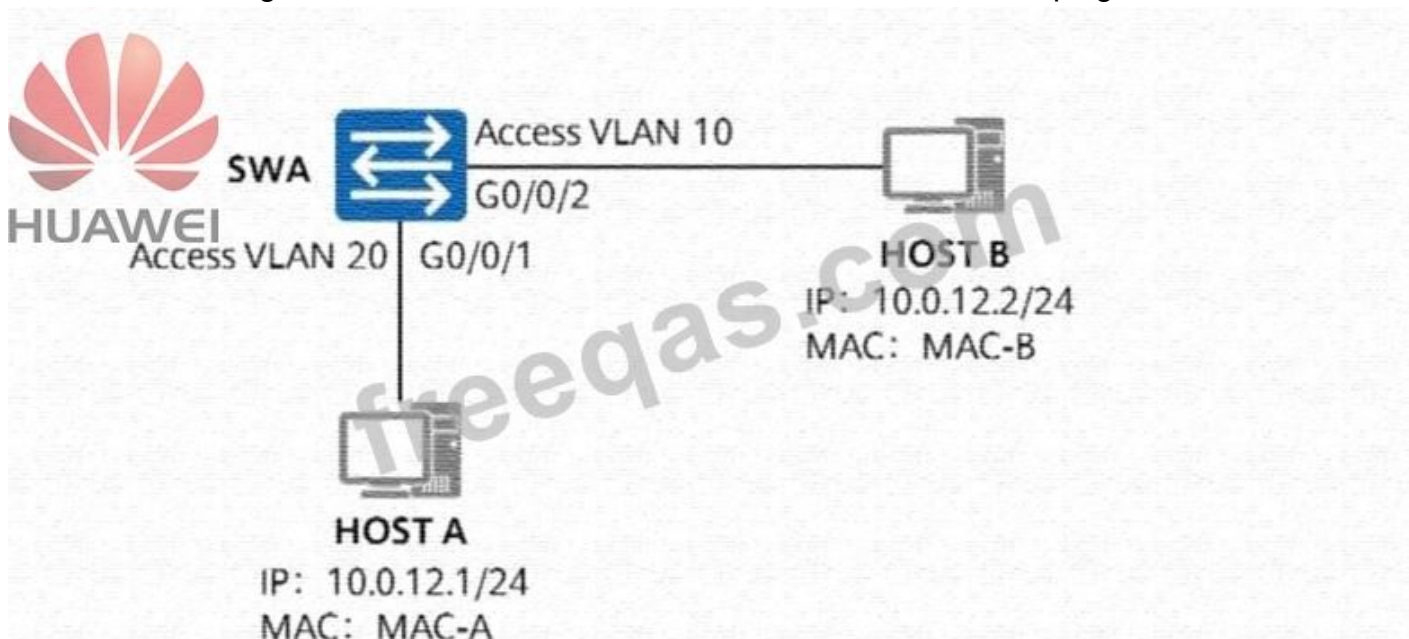 HUAWEI
SWA
Access VLAN 10
G0/0/2
Access VLAN 20 G0/0/1
HOST B
IP: 10.0.12.2/24
MAC: MAC-B
freeqas.com
HOST A
IP: 10.0.12.1/24
MAC: MAC-A